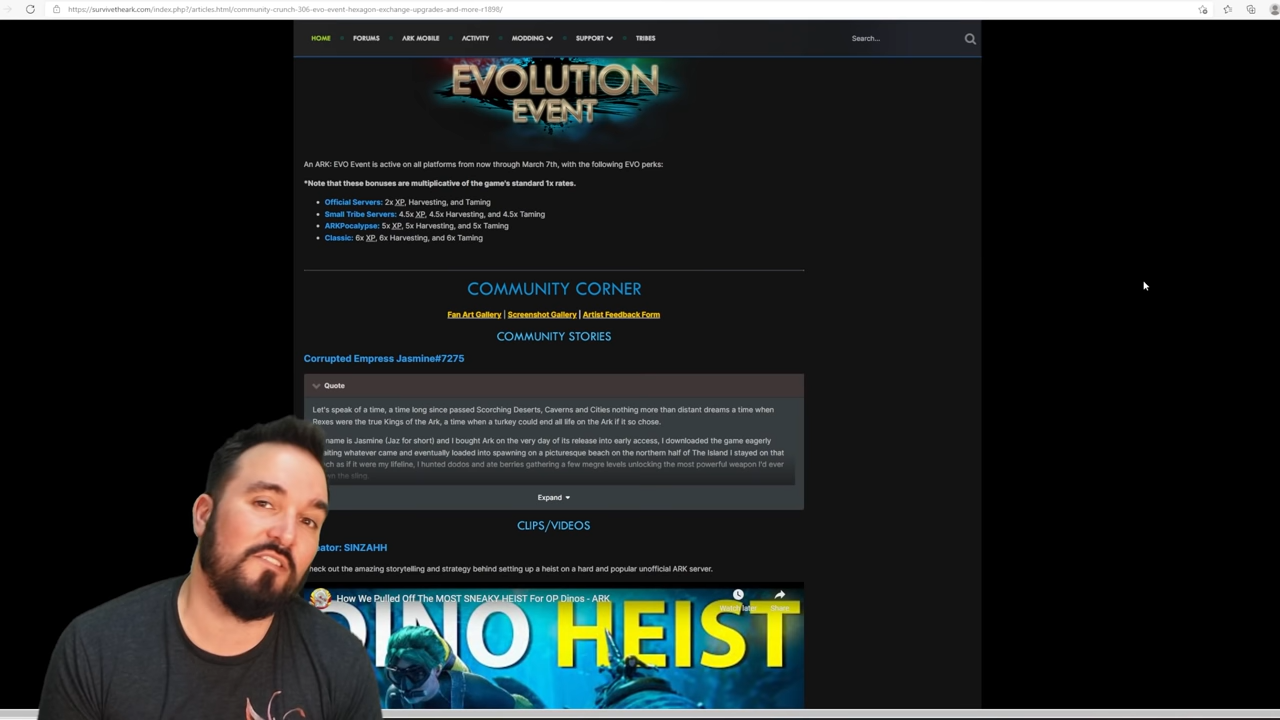 https://survivetheark.com/index.php?/articles.html/community-crunch-306-evo-event-hexagon-exchange-upgrades-and-more-r1898/
HOME FORUMS ARK MOBILE ACTIVITY MODDING SUPPORT TRIBES Search...
EVOLUTION
EVENT
An ARK: EVO Event is active on all platforms from now through March 7th, with the following EVO perks:
*Note that these bonuses are multiplicative of the game's standard 1x rates.
• Official Servers: 2x XP, Harvesting, and Taming
• Small Tribe Servers: 4.5x XP, 4.5x Harvesting, and 4.5x Taming
• ARKPocalypse: 5x XP, 5x Harvesting, and 5x Taming
• Classic: 6x XP, 6x Harvesting, and 6x Taming
COMMUNITY CORNER
Fan Art Gallery | Screenshot Gallery | Artist Feedback Form
COMMUNITY STORIES
Corrupted Empress Jasmine#7275
Quote
Let's speak of a time, a time long since passed Scorching Deserts, Caverns and Cities nothing more than distant dreams a time when
Rexes were the true Kings of the Ark, a time when a turkey could end all life on the Ark if it so chose.
name is Jasmine (Jaz for short) and I bought Ark on the very day of its release into early access, I downloaded the game eagerly
whatever came and eventually loaded into spawning on a picturesque beach on the northern half of The Island I stayed on that
as if it were my lifeline, I hunted dodos and ate berries gathering a few megre levels unlocking the most powerful weapon I'd ever
the sling.
Expand
CLIPS/VIDEOS
SINZAHH
out the amazing storytelling and strategy behind setting up a heist on a hard and popular unofficial ARK server.
How We Pulled Off The MOST SNEAKY HEIST For OP Dinos - ARK
Watch later Share
DINO HEIST